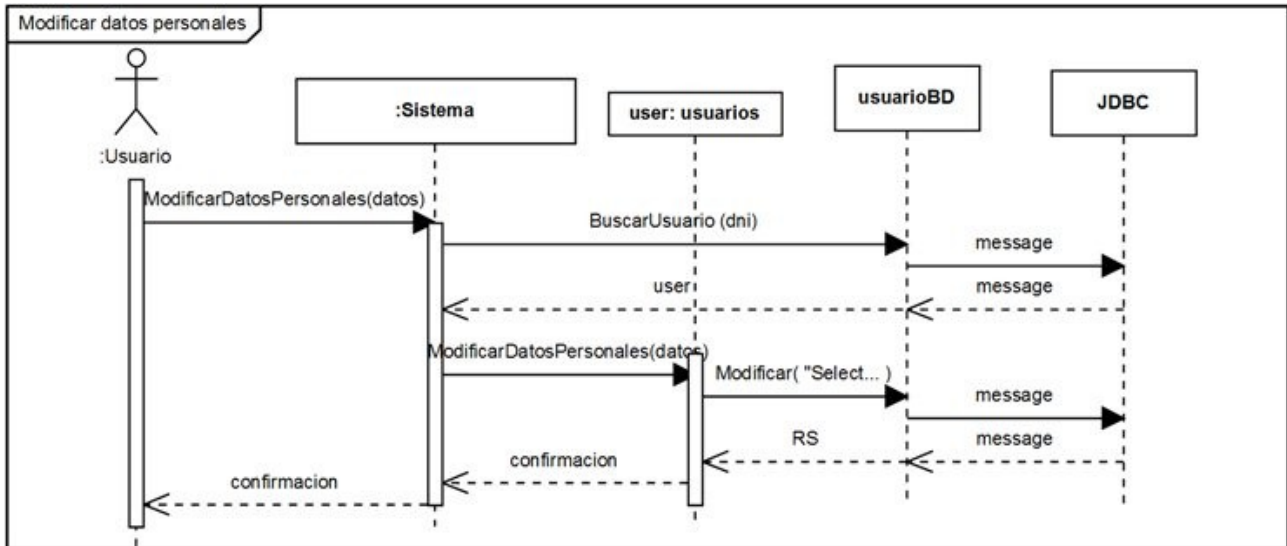 Modificar datos personales
:Usuario
:Sistema
user: usuarios
usuarioBD
JDBC
ModificarDatosPersonales(datos)
BuscarUsuario (dni)
message
user
message
ModificarDatosPersonales(datos)
Modificar( "Select... )
message
RS
message
confirmacion
confirmacion